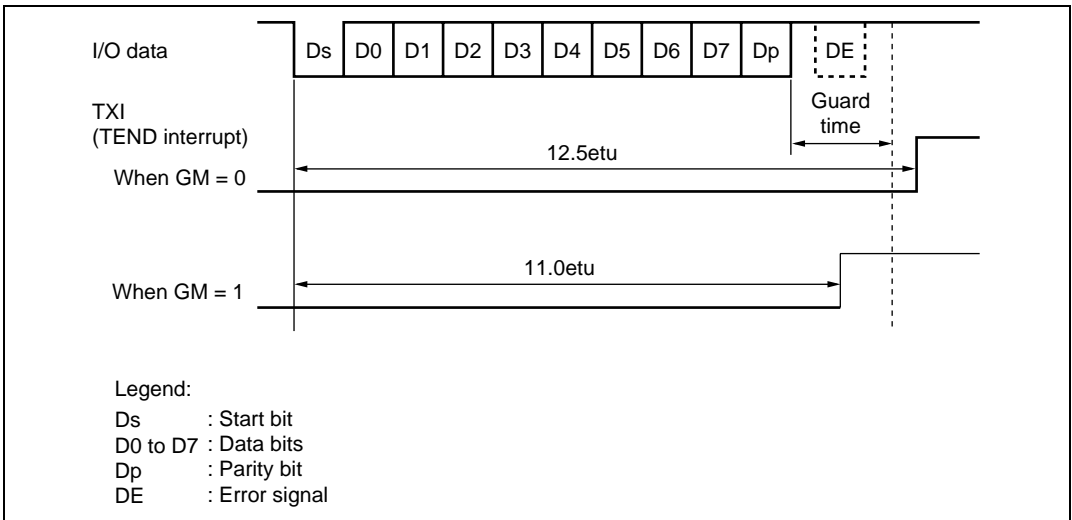 I/O data
Ds D0 D1 D2 D3 D4 D5 D6 D7 Dp DE
Guard
time
TXI
(TEND interrupt)
12.5etu
When GM = 0
11.0etu
When GM = 1
Legend:
Ds : Start bit
D0 to D7 : Data bits
Dp : Parity bit
DE : Error signal